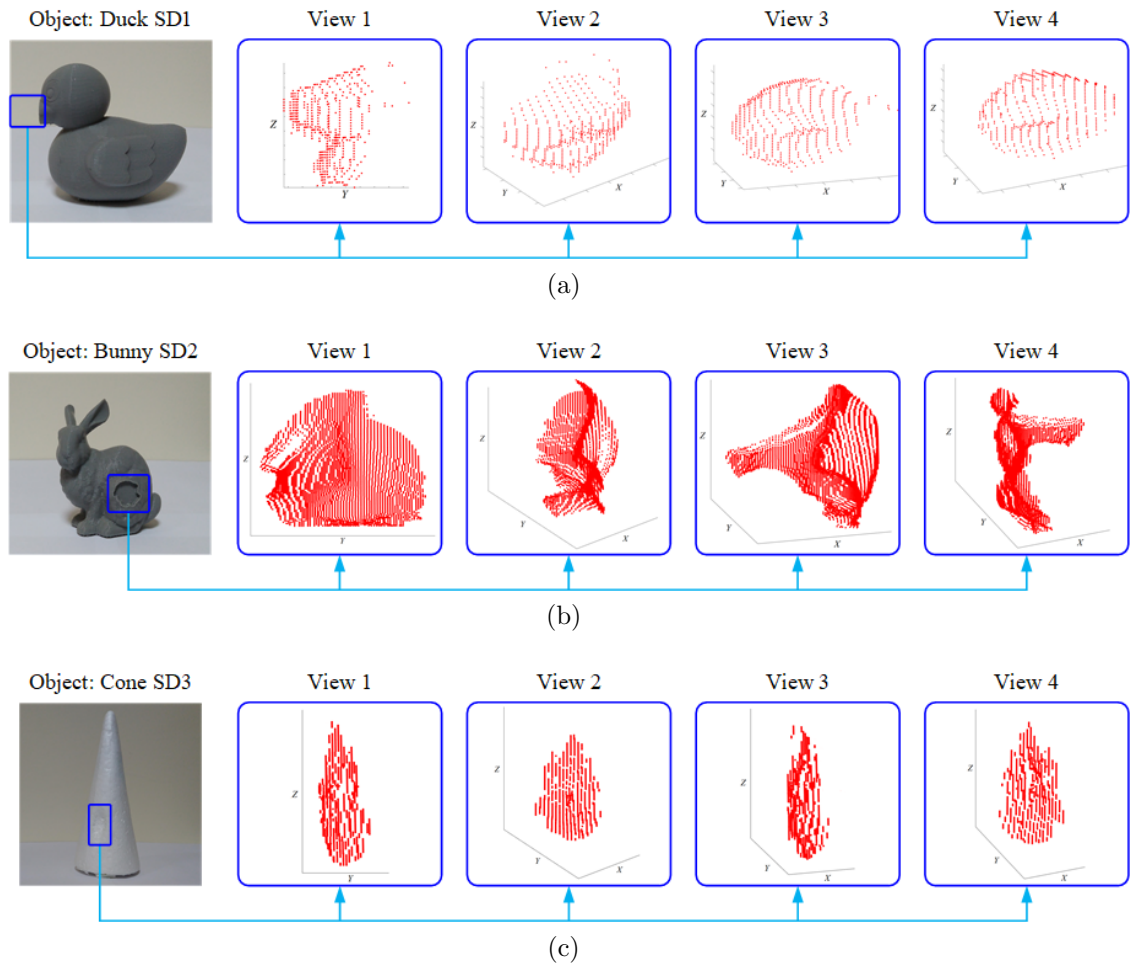 Object: Duck SD1 View 1 View 2 View 3 View 4
Z Y Z Y X Z Y X Z Y X
(a)
Object: Bunny SD2 View 1 View 2 View 3 View 4
Z Y Z Y X Z Y X Z Y X
(b)
Object: Cone SD3 View 1 View 2 View 3 View 4
Z Y Z Y X Z Y X Z Y X
(c)